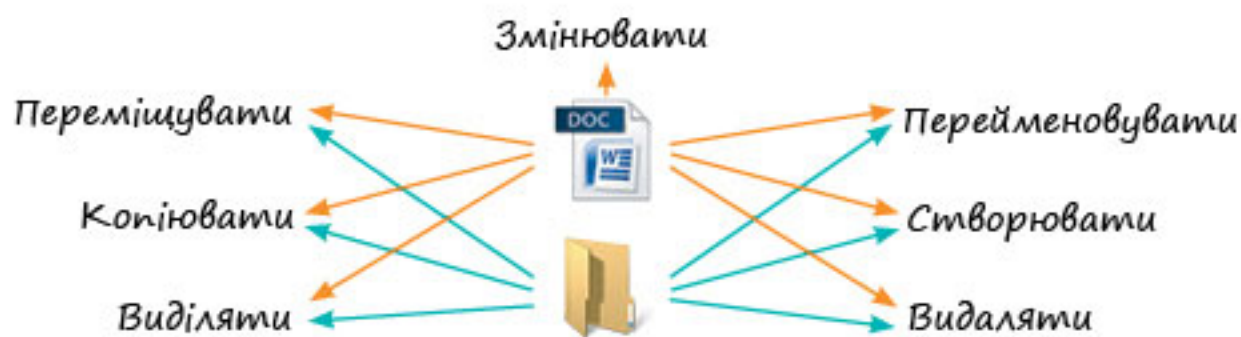 Змінювати
Переміщувати
DOC
Перейменовувати
W
Копіювати
Створювати
Виділяти
Видаляти